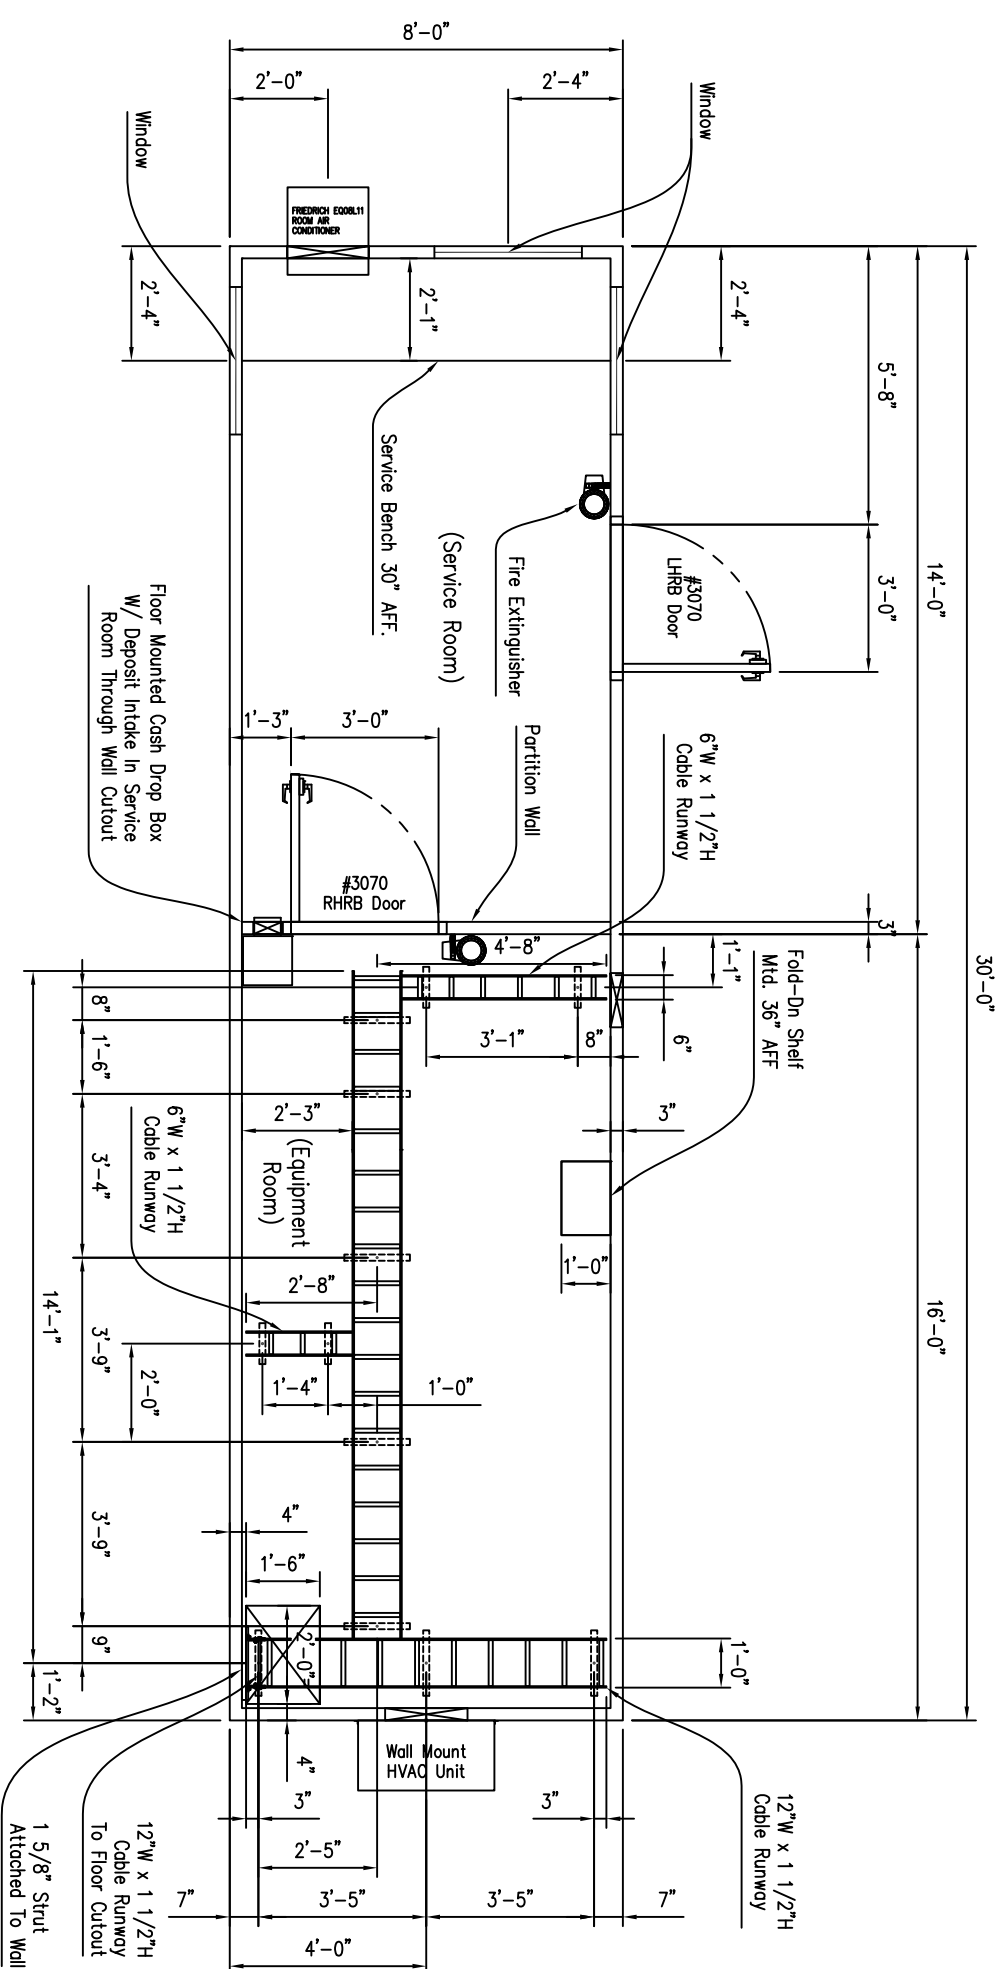 8'-0"
2'-0"
2'-4"
Window
Window
FRIEDRICH EQ08L11
ROOM AIR
CONDITIONER
2'-4"
2'-1"
2'-4"
5'-8"
14'-0"
30'-0"
Service Bench 30" AFF.
(Service Room)
Fire Extinguisher
#3070
LHRB Door
3'-0"
Floor Mounted Cash Drop Box
W/ Deposit Intake In Service
Room Through Wall Cutout
1'-3"
3'-0"
Partition Wall
6"W x 1 1/2"H
Cable Runway
#3070
RHRB Door
3"
4'-8"
1'-1"
Fold-Dn Shelf
Mtd. 36" AFF
8"
1'-6"
3'-1"
8"
6"
3"
2'-3"
(Equipment
Room)
6"W x 1 1/2"H
Cable Runway
3'-4"
1'-0"
2'-8"
16'-0"
14'-1"
3'-9"
2'-0"
1'-4"
1'-0"
3'-9"
4"
1'-6"
2'-0"
9"
1'-2"
1'-0"
4"
Wall Mount
HVAC Unit
3"
3"
2'-5"
12"W x 1 1/2"H
Cable Runway
7"
3'-5"
3'-5"
7"
4'-0"
12"W x 1 1/2"H
Cable Runway
To Floor Cutout
1 5/8" Strut
Attached To Wall